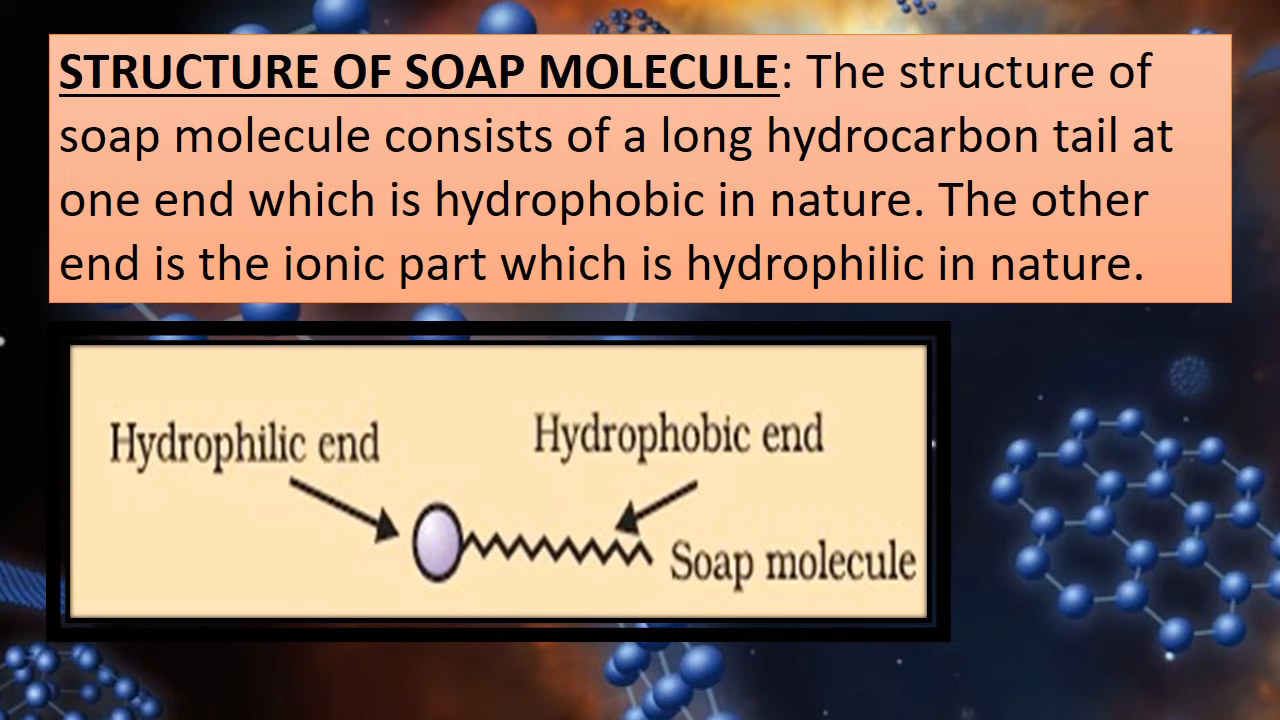 STRUCTURE OF SOAP MOLECULE: The structure of
soap molecule consists of a long hydrocarbon tail at
one end which is hydrophobic in nature. The other
end is the ionic part which is hydrophilic in nature.
Hydrophilic end
Hydrophobic end
Soap molecule